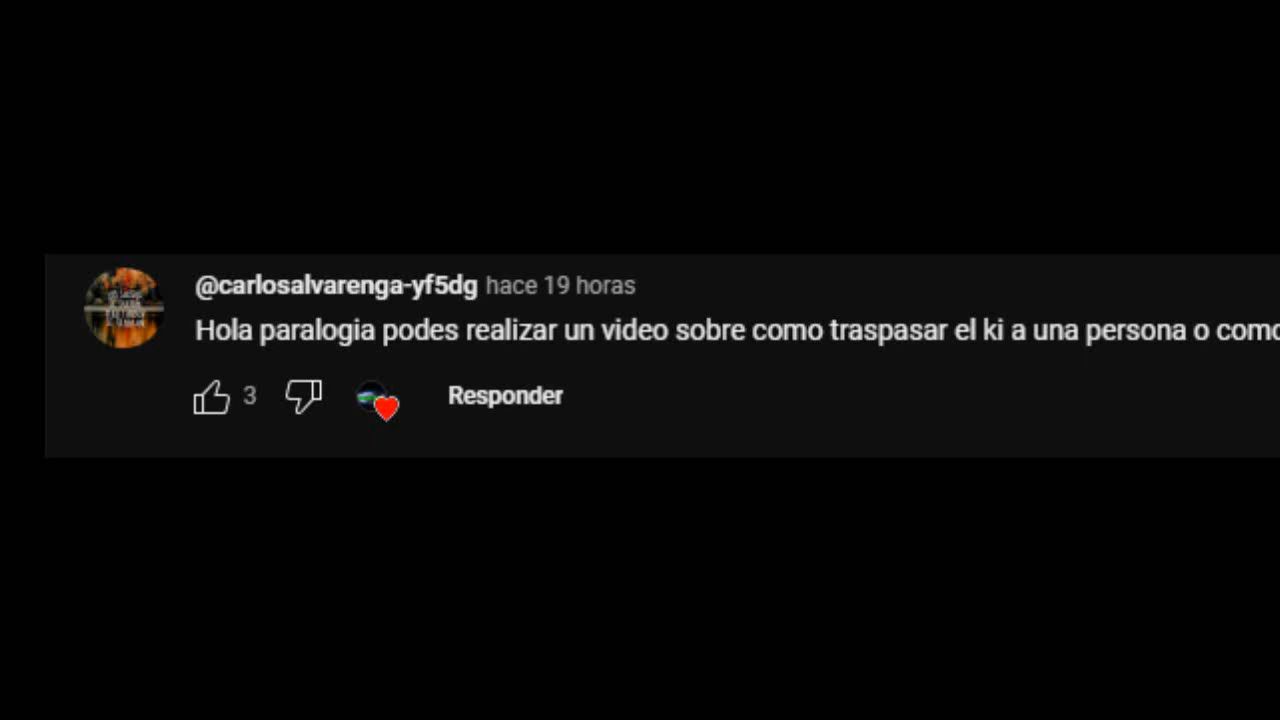 @carlosalvarenga-yf5dg hace 19 horas
Hola paralogia podes realizar un video sobre como traspasar el ki a una persona o como
3 Responder